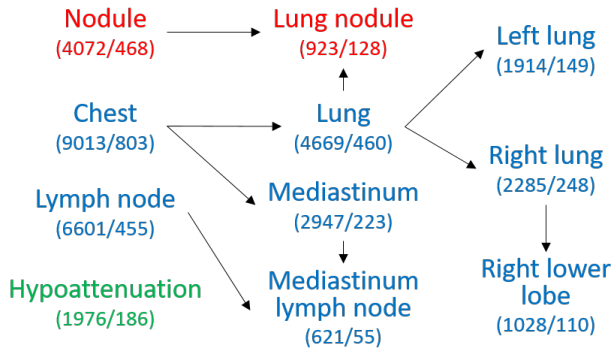 Nodule
(4072/468)
Lung nodule
(923/128)
Left lung
(1914/149)
Chest
(9013/803)
Lung
(4669/460)
Right lung
(2285/248)
Lymph node
(6601/455)
Mediastinum
(2947/223)
Hypoattenuation
(1976/186)
Mediastinum
lymph node
(621/55)
Right lower
lobe
(1028/110)